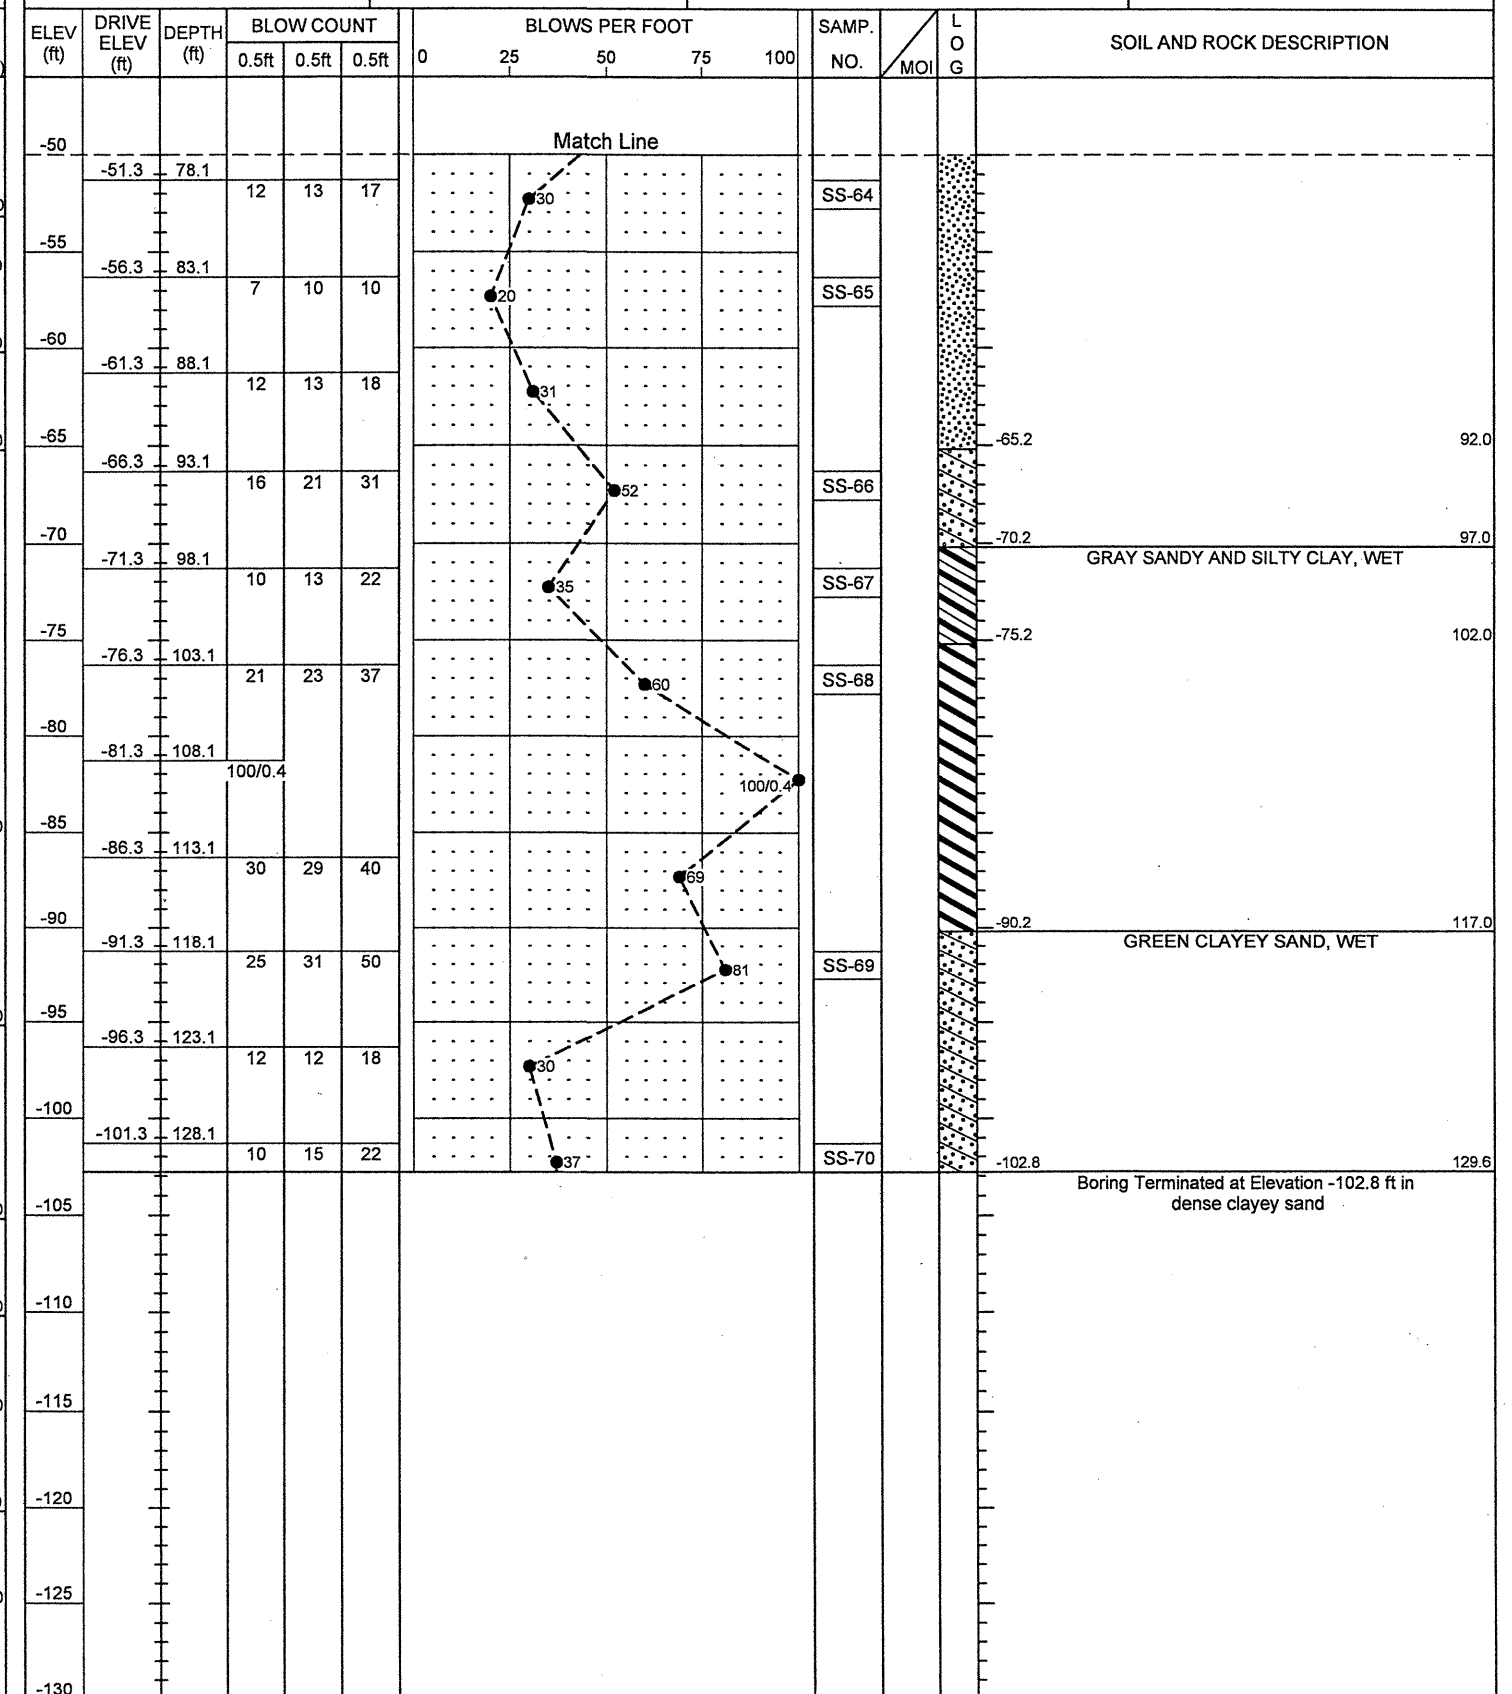 ELEV (ft) DRIVE ELEV (ft) DEPTH (ft) BLOW COUNT BLOWS PER FOOT SAMP. NO. MOI LOG SOIL AND ROCK DESCRIPTION
0.5ft 0.5ft 0.5ft 0 25 50 75 100
Match Line
-50
-51.3 78.1
12 13 17 30 SS-64
-55
-56.3 83.1
7 10 10 20 SS-65
-60
-61.3 88.1
12 13 18 31
-65 -65.2 92.0
-66.3 93.1
16 21 31 52 SS-66
-70 -70.2 97.0
-71.3 98.1 GRAY SANDY AND SILTY CLAY, WET
10 13 22 35 SS-67
-75 -75.2 102.0
-76.3 103.1
21 23 37 60 SS-68
-80
-81.3 108.1
100/0.4 100/0.4
-85
-86.3 113.1
30 29 40 69
-90 -90.2 117.0
-91.3 118.1 GREEN CLAYEY SAND, WET
25 31 50 81 SS-69
-95
-96.3 123.1
12 12 18 30
-100
-101.3 128.1
10 15 22 37 SS-70 -102.8 129.6
Boring Terminated at Elevation -102.8 ft in
dense clayey sand
-105
-110
-115
-120
-125
-130